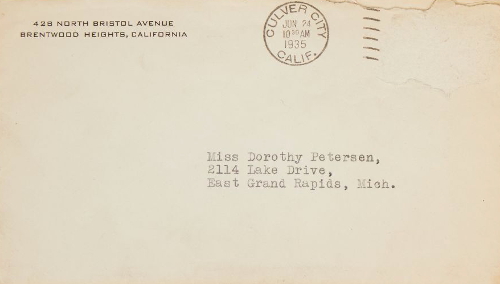 428 NORTH BRISTOL AVENUE
BRENTWOOD HEIGHTS, CALIFORNIA
CULVER CITY
JUN 24
10 30 AM
1935
CALIF.
Miss Dorothy Petersen,
2114 Lake Drive,
East Grand Rapids, Mich.